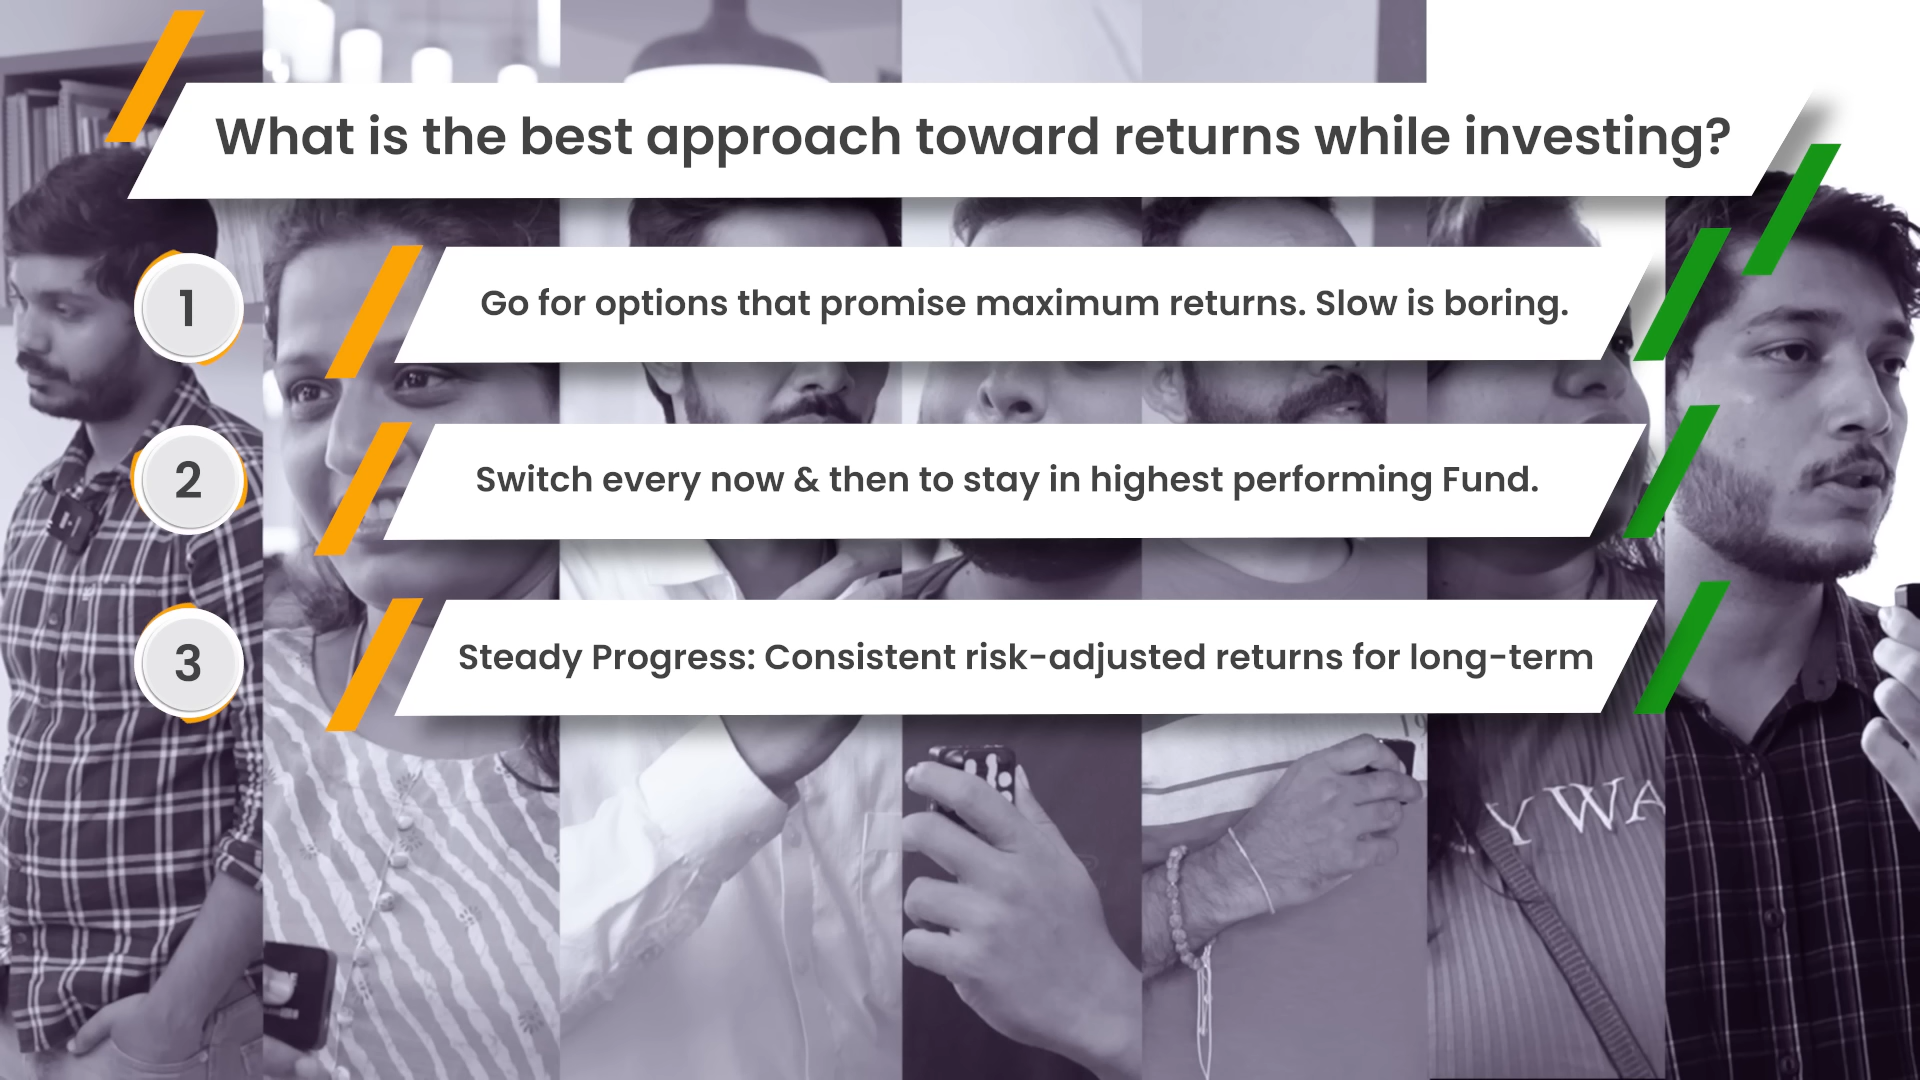 What is the best approach toward returns while investing?
1
Go for options that promise maximum returns. Slow is boring.
2
Switch every now & then to stay in highest performing Fund.
3
Steady Progress: Consistent risk-adjusted returns for long-term
Y WA